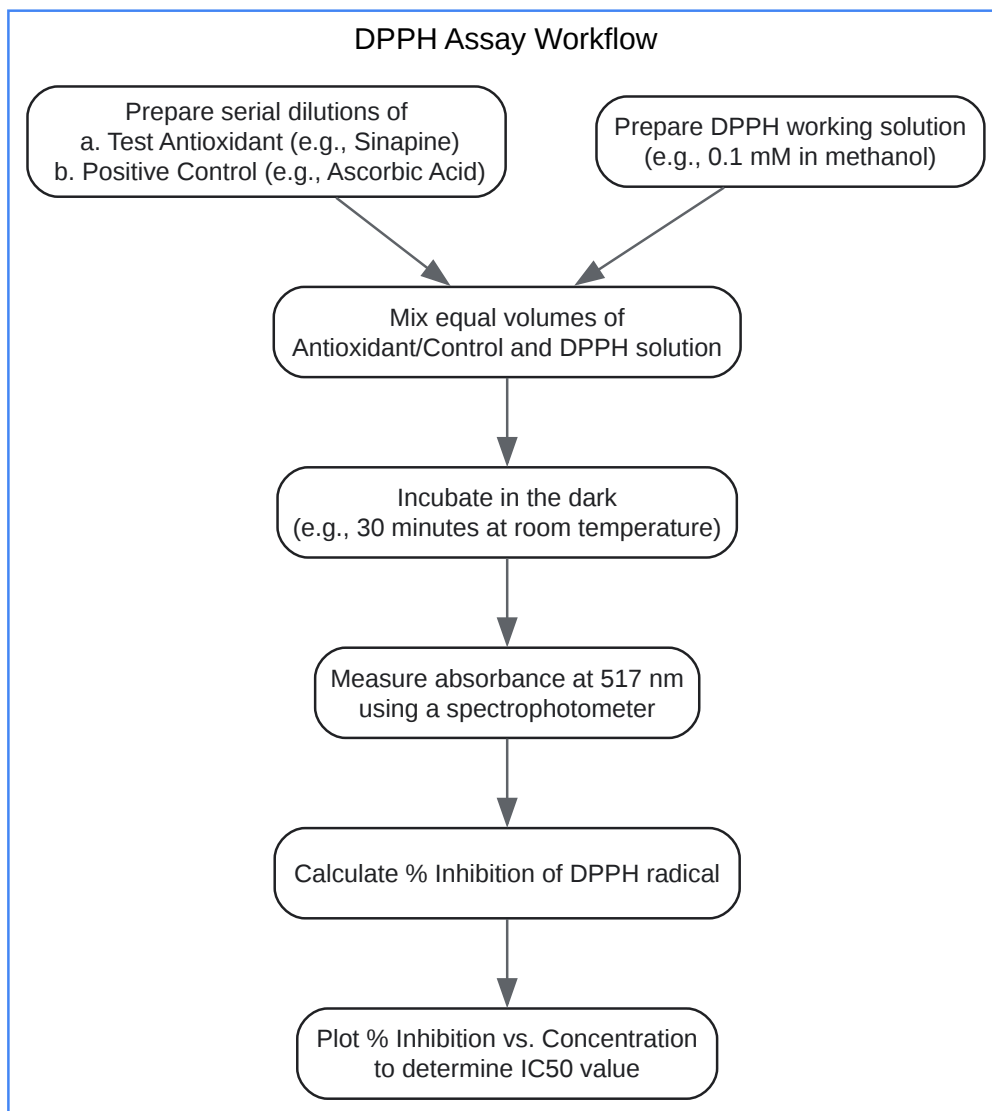 DPPH Assay Workflow
Prepare serial dilutions of
a. Test Antioxidant (e.g., Sinapine)
b. Positive Control (e.g., Ascorbic Acid)
Prepare DPPH working solution
(e.g., 0.1 mM in methanol)
Mix equal volumes of
Antioxidant/Control and DPPH solution
Incubate in the dark
(e.g., 30 minutes at room temperature)
Measure absorbance at 517 nm
using a spectrophotometer
Calculate % Inhibition of DPPH radical
Plot % Inhibition vs. Concentration
to determine IC50 value